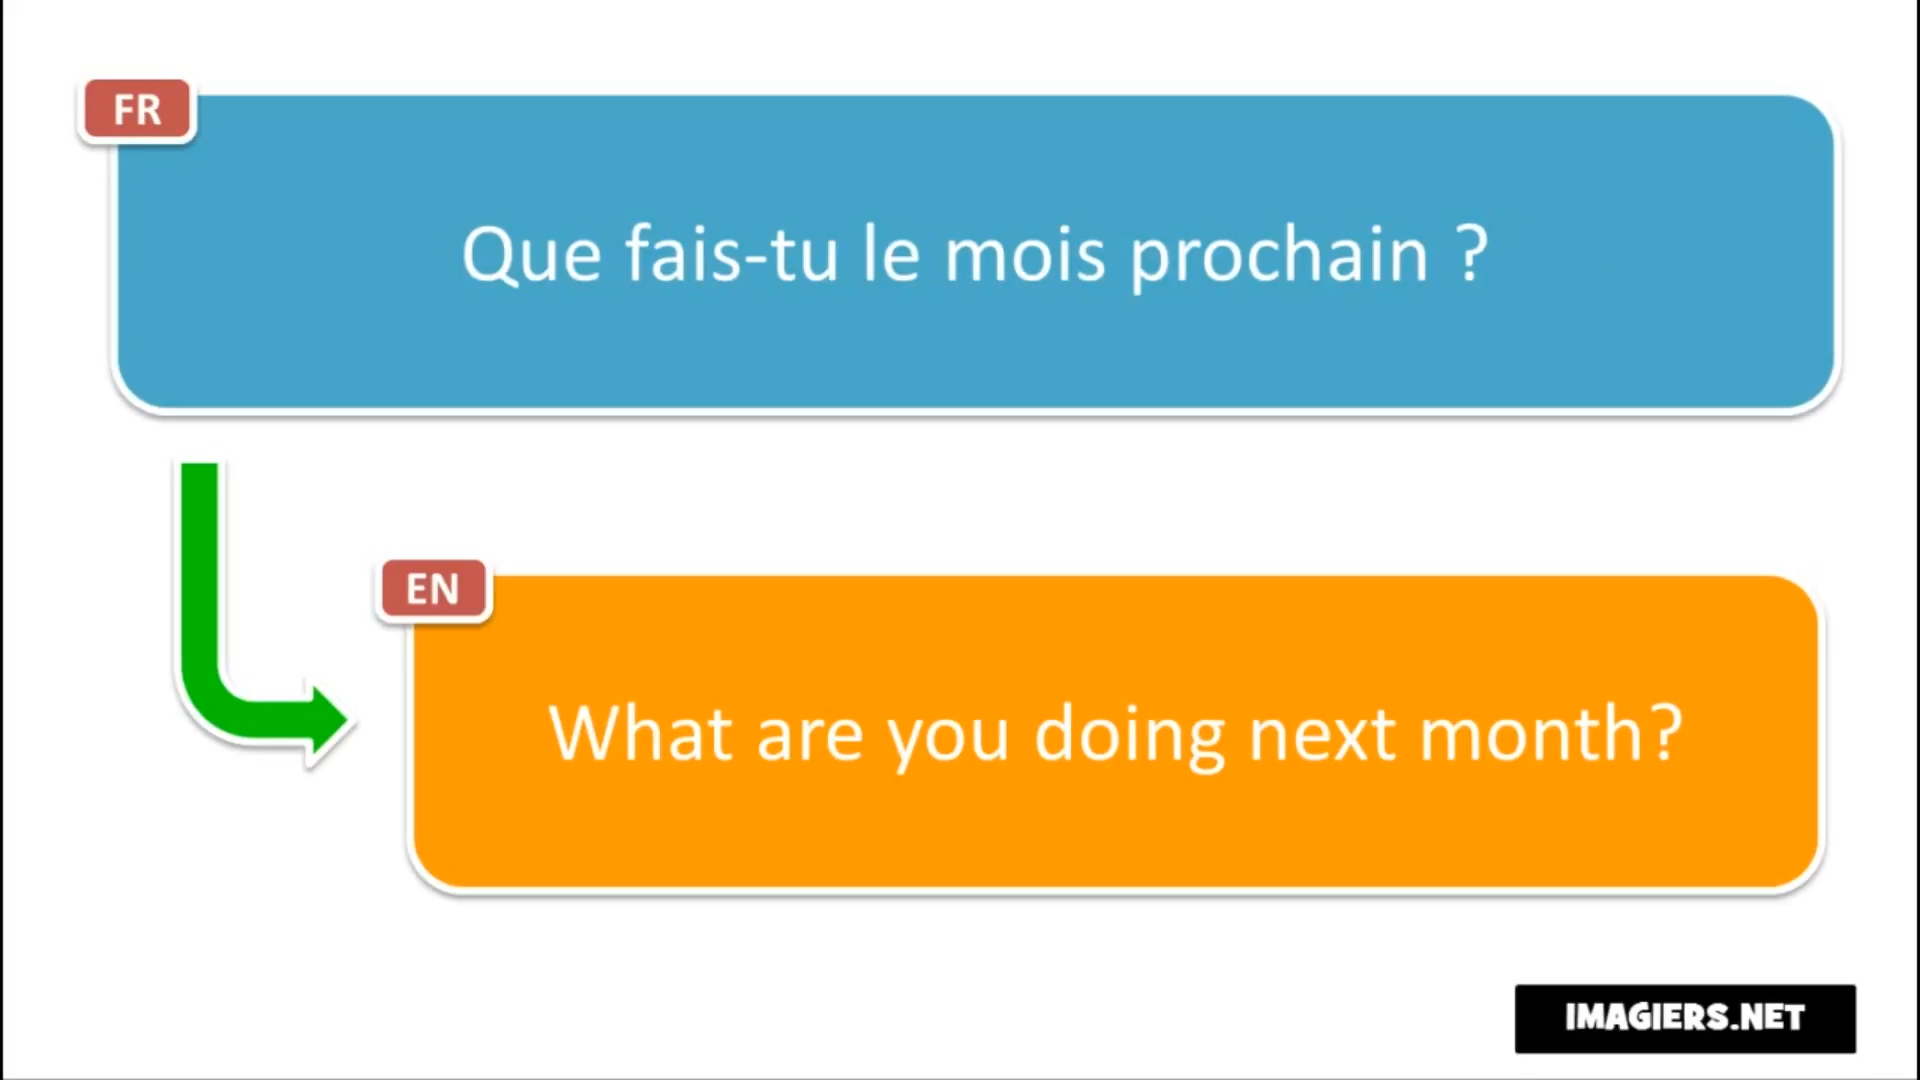 FR
Que fais-tu le mois prochain ?
EN
What are you doing next month?
IMAGIERS.NET